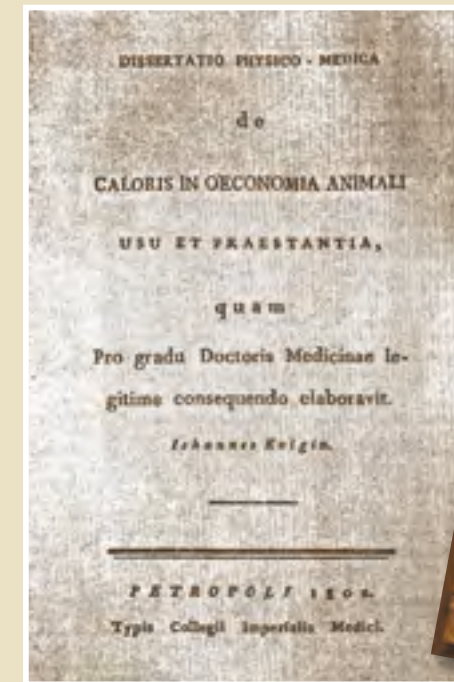 DISSERTATIO PHYSICO - MEDICA
de
CALORIS IN OECONOMIA ANIMALI
USU ET PRAESTANTIA,
quam
Pro gradu Doctoris Medicinae le-
gitime consequendo elaboravit.
Iohannes
PETROPOLI
Typis Collegii Imperialis Medici.